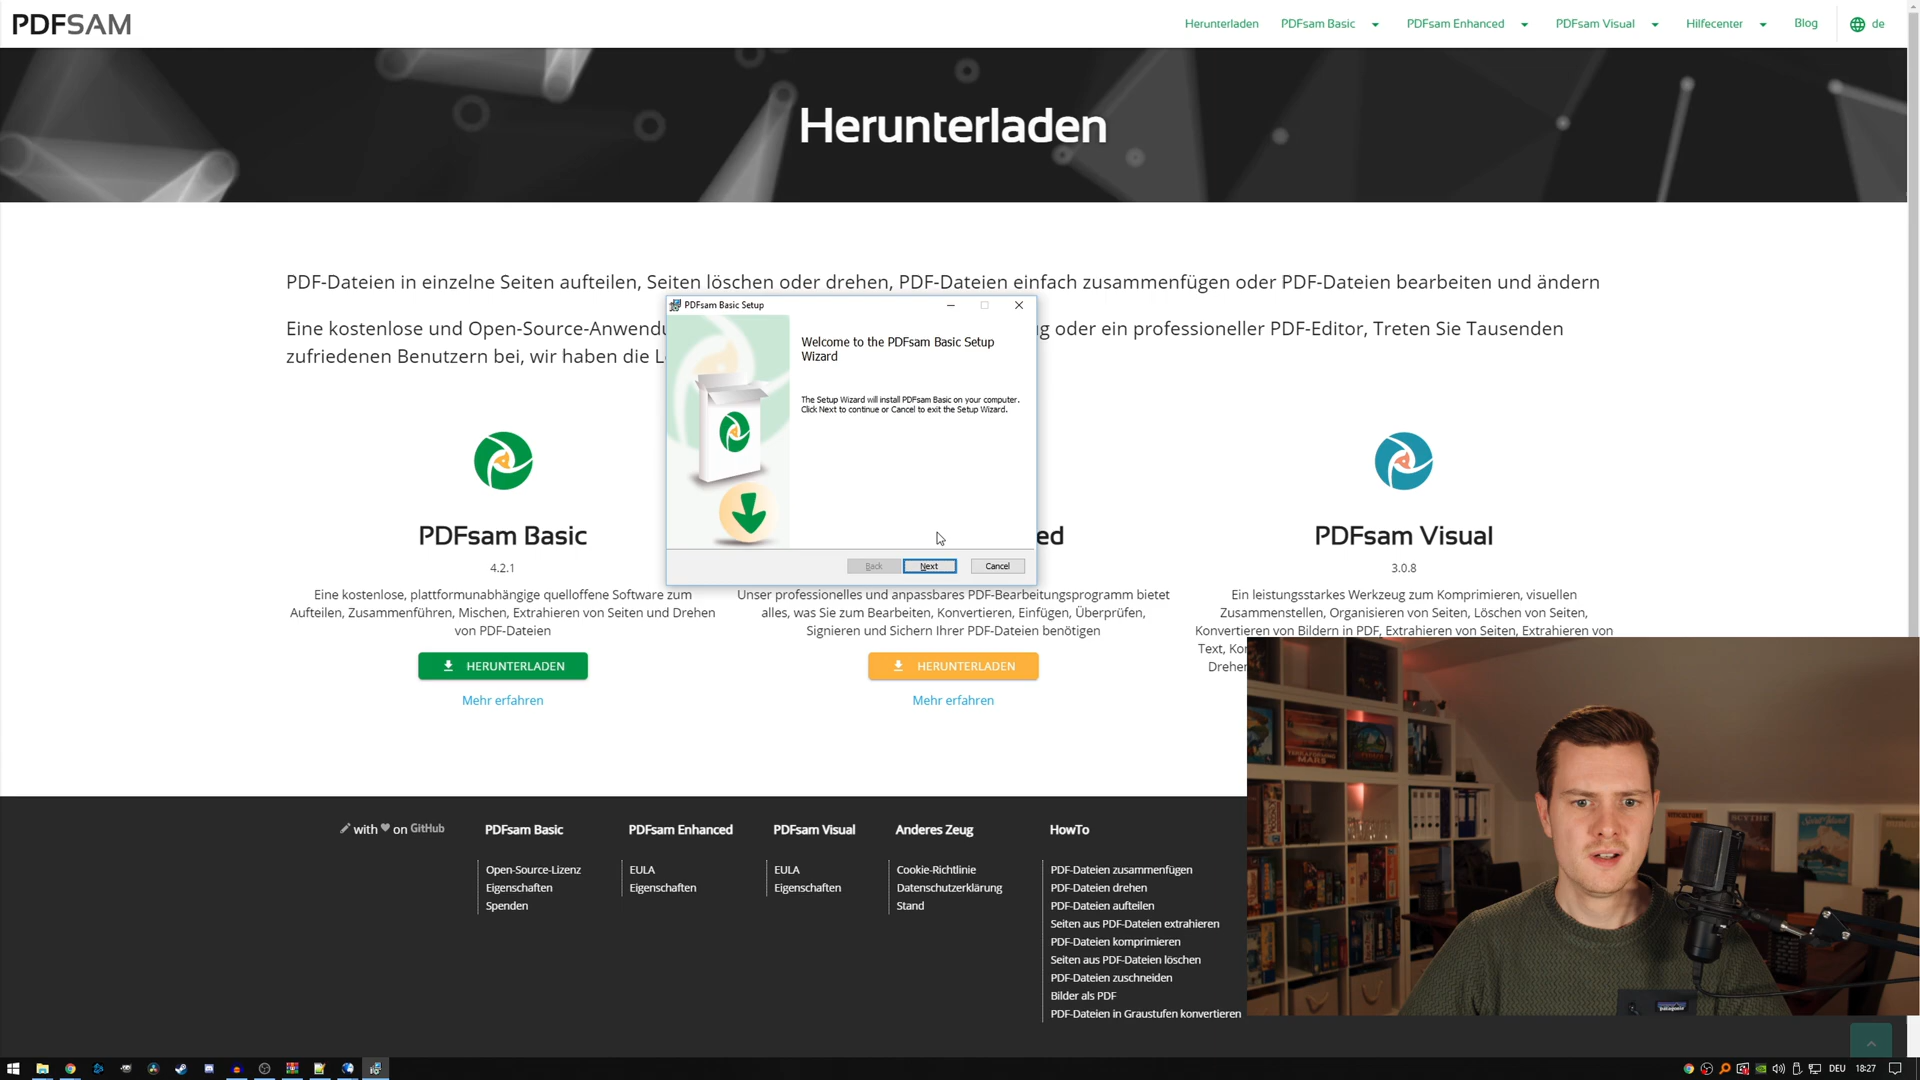 PDFSAM
Herunterladen
PDFsam Basic
PDFsam Enhanced
PDFsam Visual
Hilfecenter
Blog
de
Herunterladen
PDF-Dateien in einzelne Seiten aufteilen, Seiten löschen oder drehen, PDF-Dateien einfach zusammenfügen oder PDF-Dateien bearbeiten und ändern
Eine kostenlose und Open-Source-Anwendu
g oder ein professioneller PDF-Editor, Treten Sie Tausenden
zufriedenen Benutzern bei, wir haben die L
PDFsam Basic Setup
Welcome to the PDFsam Basic Setup
Wizard
The Setup Wizard will install PDFsam Basic on your computer.
Click Next to continue or Cancel to exit the Setup Wizard.
Back
Next
Cancel
PDFsam Basic
4.2.1
Eine kostenlose, plattformunabhängige quelloffene Software zum
Aufteilen, Zusammenführen, Mischen, Extrahieren von Seiten und Drehen
von PDF-Dateien
HERUNTERLADEN
Mehr erfahren
ed
Unser professionelles und anpassbares PDF-Bearbeitungsprogramm bietet
alles, was Sie zum Bearbeiten, Konvertieren, Einfügen, Überprüfen,
Signieren und Sichern Ihrer PDF-Dateien benötigen
HERUNTERLADEN
Mehr erfahren
PDFsam Visual
3.0.8
Ein leistungsstarkes Werkzeug zum Komprimieren, visuellen
Zusammenstellen, Organisieren von Seiten, Löschen von Seiten,
Konvertieren von Bildern in PDF, Extrahieren von Seiten, Extrahieren von
Text, Ko
Drehe
with on GitHub
PDFsam Basic
Open-Source-Lizenz
Eigenschaften
Spenden
PDFsam Enhanced
EULA
Eigenschaften
PDFsam Visual
EULA
Eigenschaften
Anderes Zeug
Cookie-Richtlinie
Datenschutzerklärung
Stand
HowTo
PDF-Dateien zusammenfügen
PDF-Dateien drehen
PDF-Dateien aufteilen
Seiten aus PDF-Dateien extrahieren
PDF-Dateien komprimieren
Seiten aus PDF-Dateien löschen
PDF-Dateien zuschneiden
Bilder als PDF
PDF-Dateien in Graustufen konvertieren
TERRAFORMING
MARS
SCYTHE
DEU
18:27